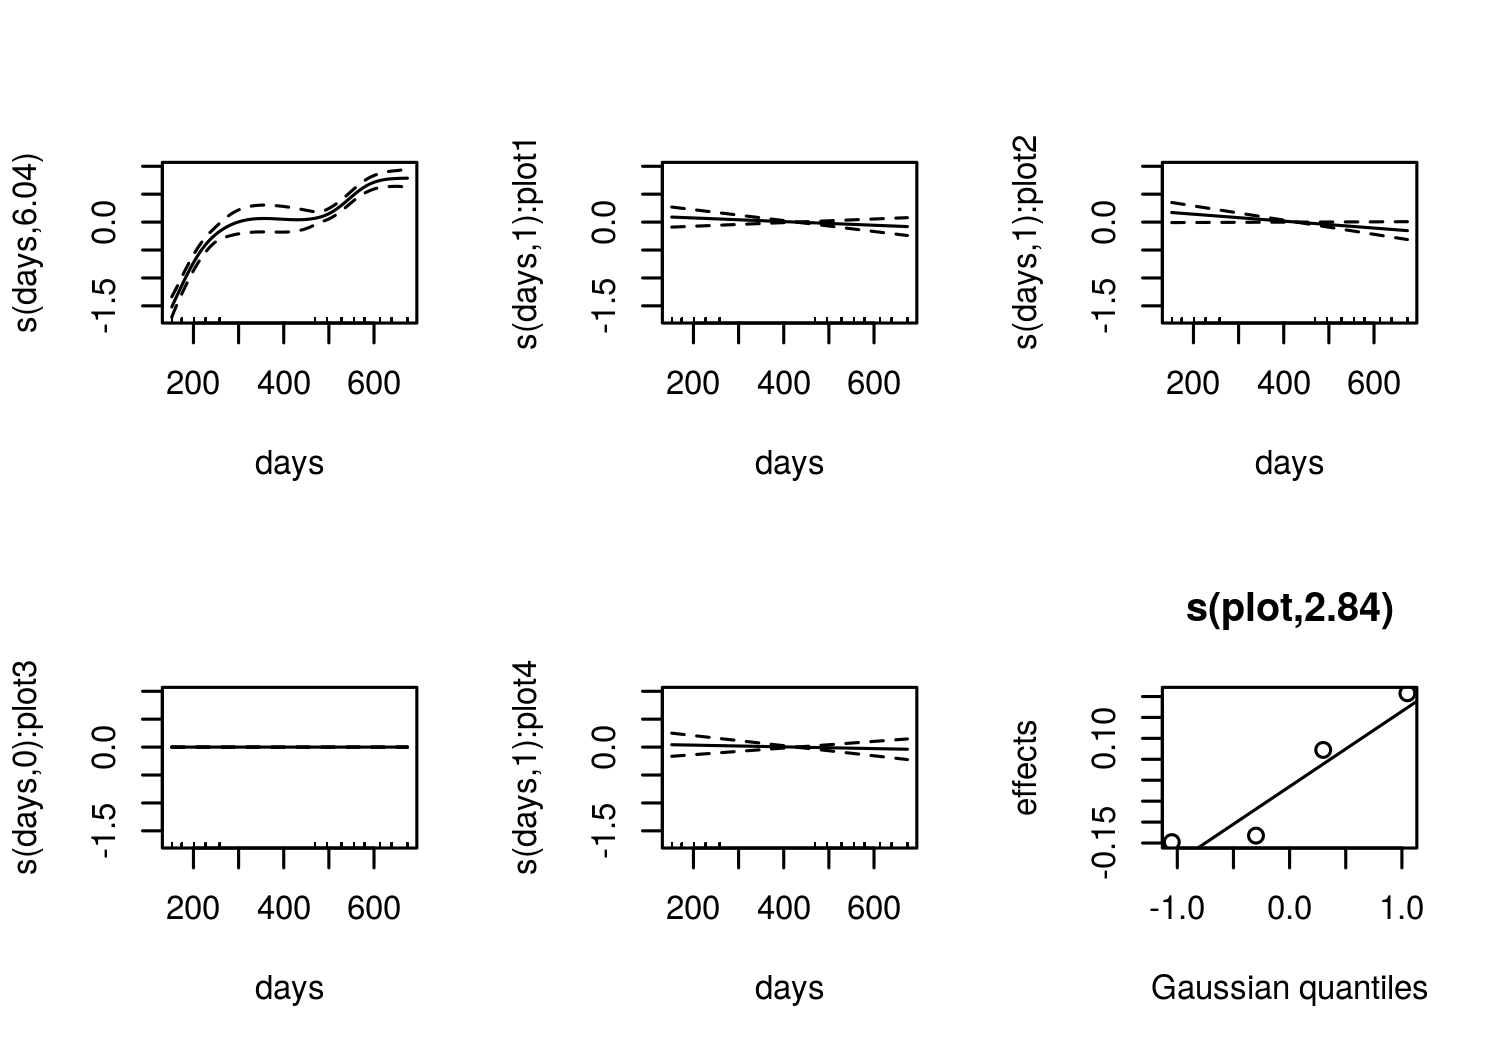 s(days,6.04)
0.0
-1.5
200 400 600
days
s(days,1):plot1
0.0
-1.5
200 400 600
days
s(days,1):plot2
0.0
-1.5
200 400 600
days
s(days,0):plot3
0.0
-1.5
200 400 600
days
s(days,1):plot4
0.0
-1.5
200 400 600
days
s(plot,2.84)
effects
0.10
-0.15
-1.0 0.0 1.0
Gaussian quantiles